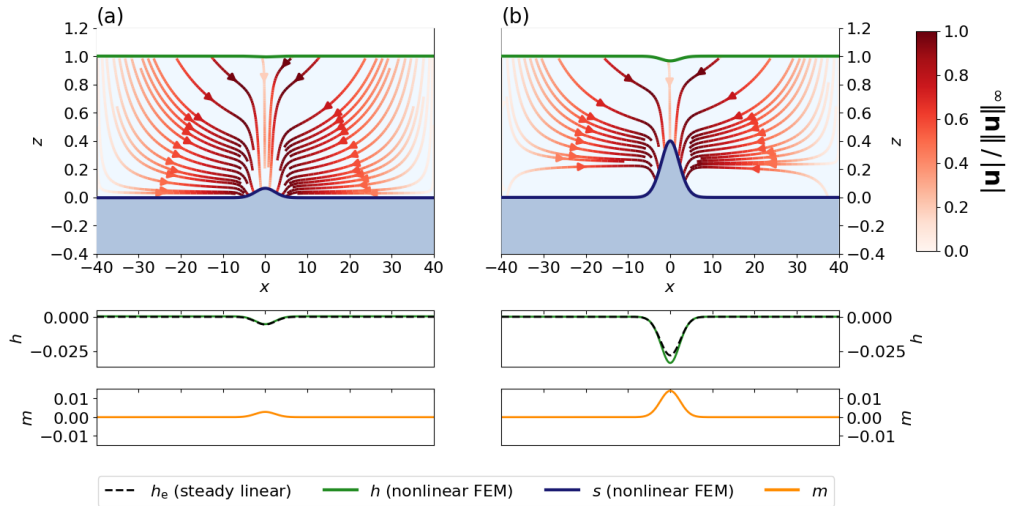 (a)
(b)
1.2
1.0
0.8
0.6
0.4
0.2
0.0
−0.2
−0.4
z
−40 −30 −20 −10 0 10 20 30 40
x
1.2
1.0
0.8
0.6
0.4
0.2
0.0
−0.2
−0.4
z
−40 −30 −20 −10 0 10 20 30 40
x
1.0
0.8
0.6
0.4
0.2
0.0
|u| / ‖u‖∞
0.000
−0.025
h
0.000
−0.025
h
0.01
0.00
−0.01
m
0.01
0.00
−0.01
m
hₑ (steady linear) h (nonlinear FEM) s (nonlinear FEM) m